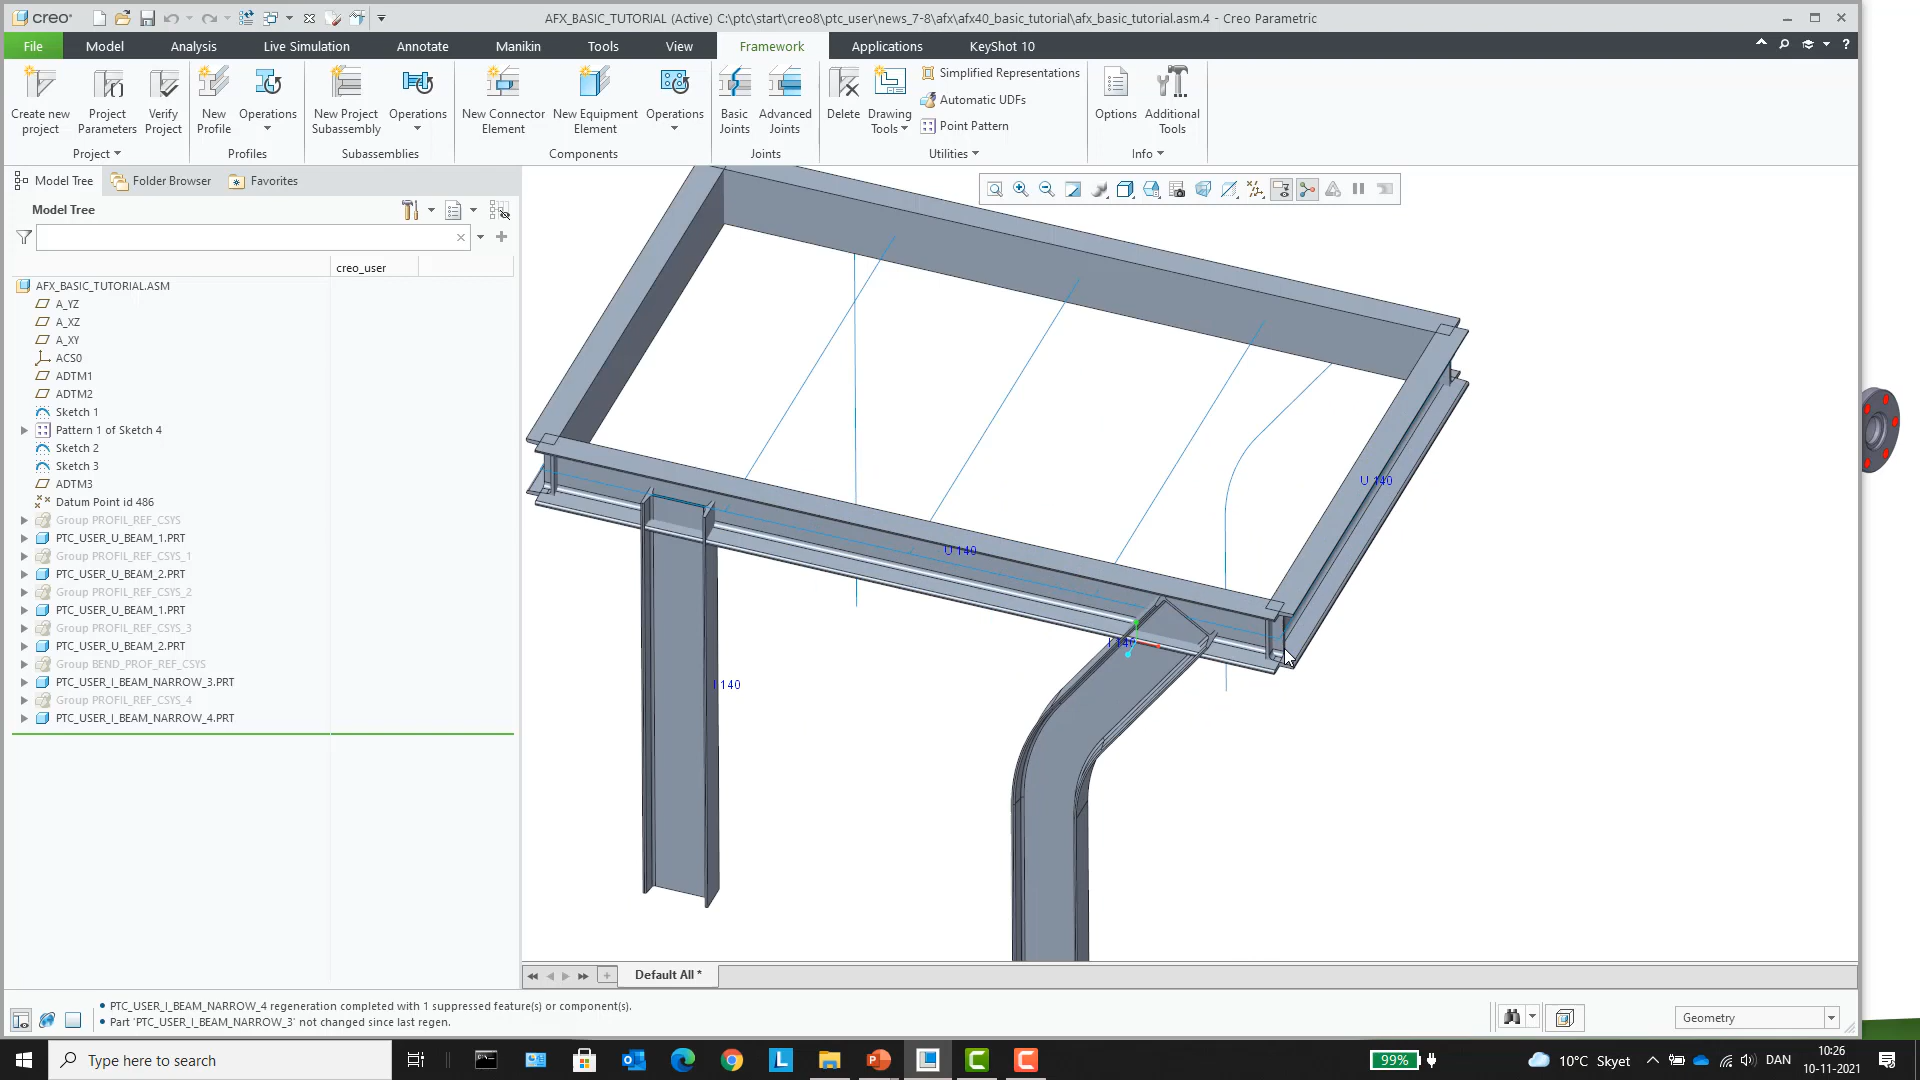 creo®
AFX_BASIC_TUTORIAL (Active) C:\ptc\start\creo8\ptc_user\news_7-8\afx\afx40_basic_tutorial\afx_basic_tutorial.asm.4 - Creo Parametric
File Model Analysis Live Simulation Annotate Manikin Tools View Framework Applications KeyShot 10
Create new project
Project Parameters
Verify Project
Project
New Profile
Operations
Profiles
New Project Subassembly
Operations
Subassemblies
New Connector Element
New Equipment Element
Operations
Components
Basic Joints
Advanced Joints
Joints
Delete
Drawing Tools
Simplified Representations
Automatic UDFs
Point Pattern
Utilities
Options
Additional Tools
Info
Model Tree Folder Browser Favorites
Model Tree
creo_user
AFX_BASIC_TUTORIAL.ASM
A_YZ
A_XZ
A_XY
ACS0
ADTM1
ADTM2
Sketch 1
Pattern 1 of Sketch 4
Sketch 2
Sketch 3
ADTM3
Datum Point id 486
Group PROFIL_REF_CSYS
PTC_USER_U_BEAM_1.PRT
Group PROFIL_REF_CSYS_1
PTC_USER_U_BEAM_2.PRT
Group PROFIL_REF_CSYS_2
PTC_USER_U_BEAM_1.PRT
Group PROFIL_REF_CSYS_3
PTC_USER_U_BEAM_2.PRT
Group BEND_PROF_REF_CSYS
PTC_USER_I_BEAM_NARROW_3.PRT
Group PROFIL_REF_CSYS_4
PTC_USER_I_BEAM_NARROW_4.PRT
U 140
U 140
I 140
I 140
Default All *
• PTC_USER_I_BEAM_NARROW_4 regeneration completed with 1 suppressed feature(s) or component(s).
• Part 'PTC_USER_I_BEAM_NARROW_3' not changed since last regen.
Geometry
Type here to search
99%
10°C Skyet
DAN
10:26
10-11-2021